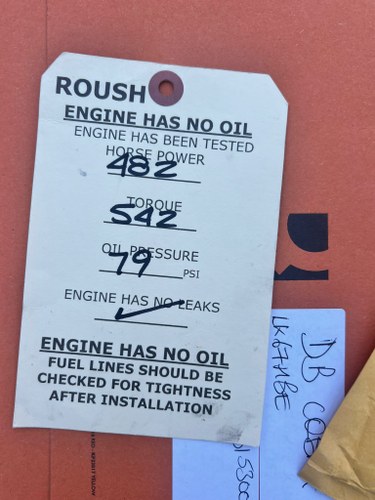 ROUSH
ENGINE HAS NO OIL
ENGINE HAS BEEN TESTED
HORSE POWER
482
TORQUE
542
OIL PRESSURE
79 PSI
ENGINE HAS NO LEAKS
✓
ENGINE HAS NO OIL
FUEL LINES SHOULD BE
CHECKED FOR TIGHTNESS
AFTER INSTALLATION
DB